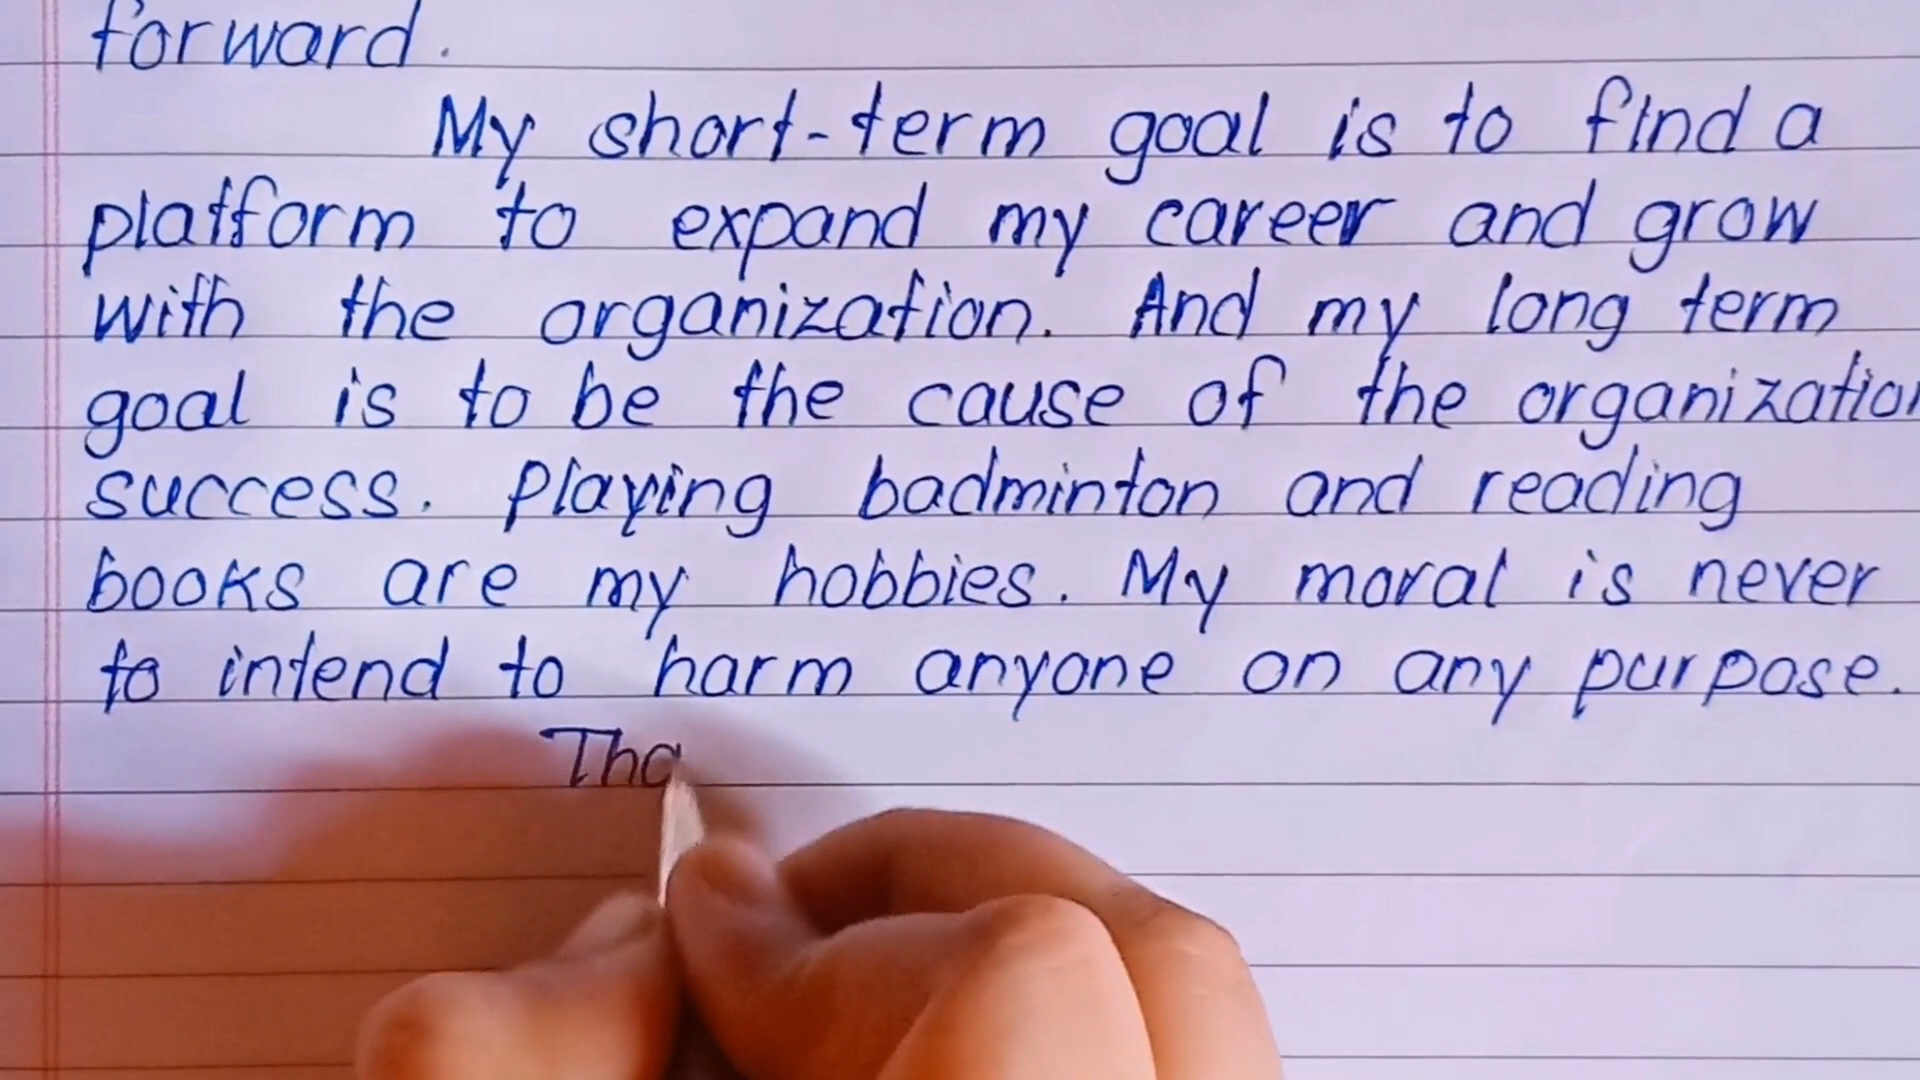 forward.
My short-term goal is to find a
platform to expand my career and grow
with the organization. And my long term
goal is to be the cause of the organization
success. Playing badminton and reading
books are my hobbies. My moral is never
to intend to harm anyone on any purpose.
Tha